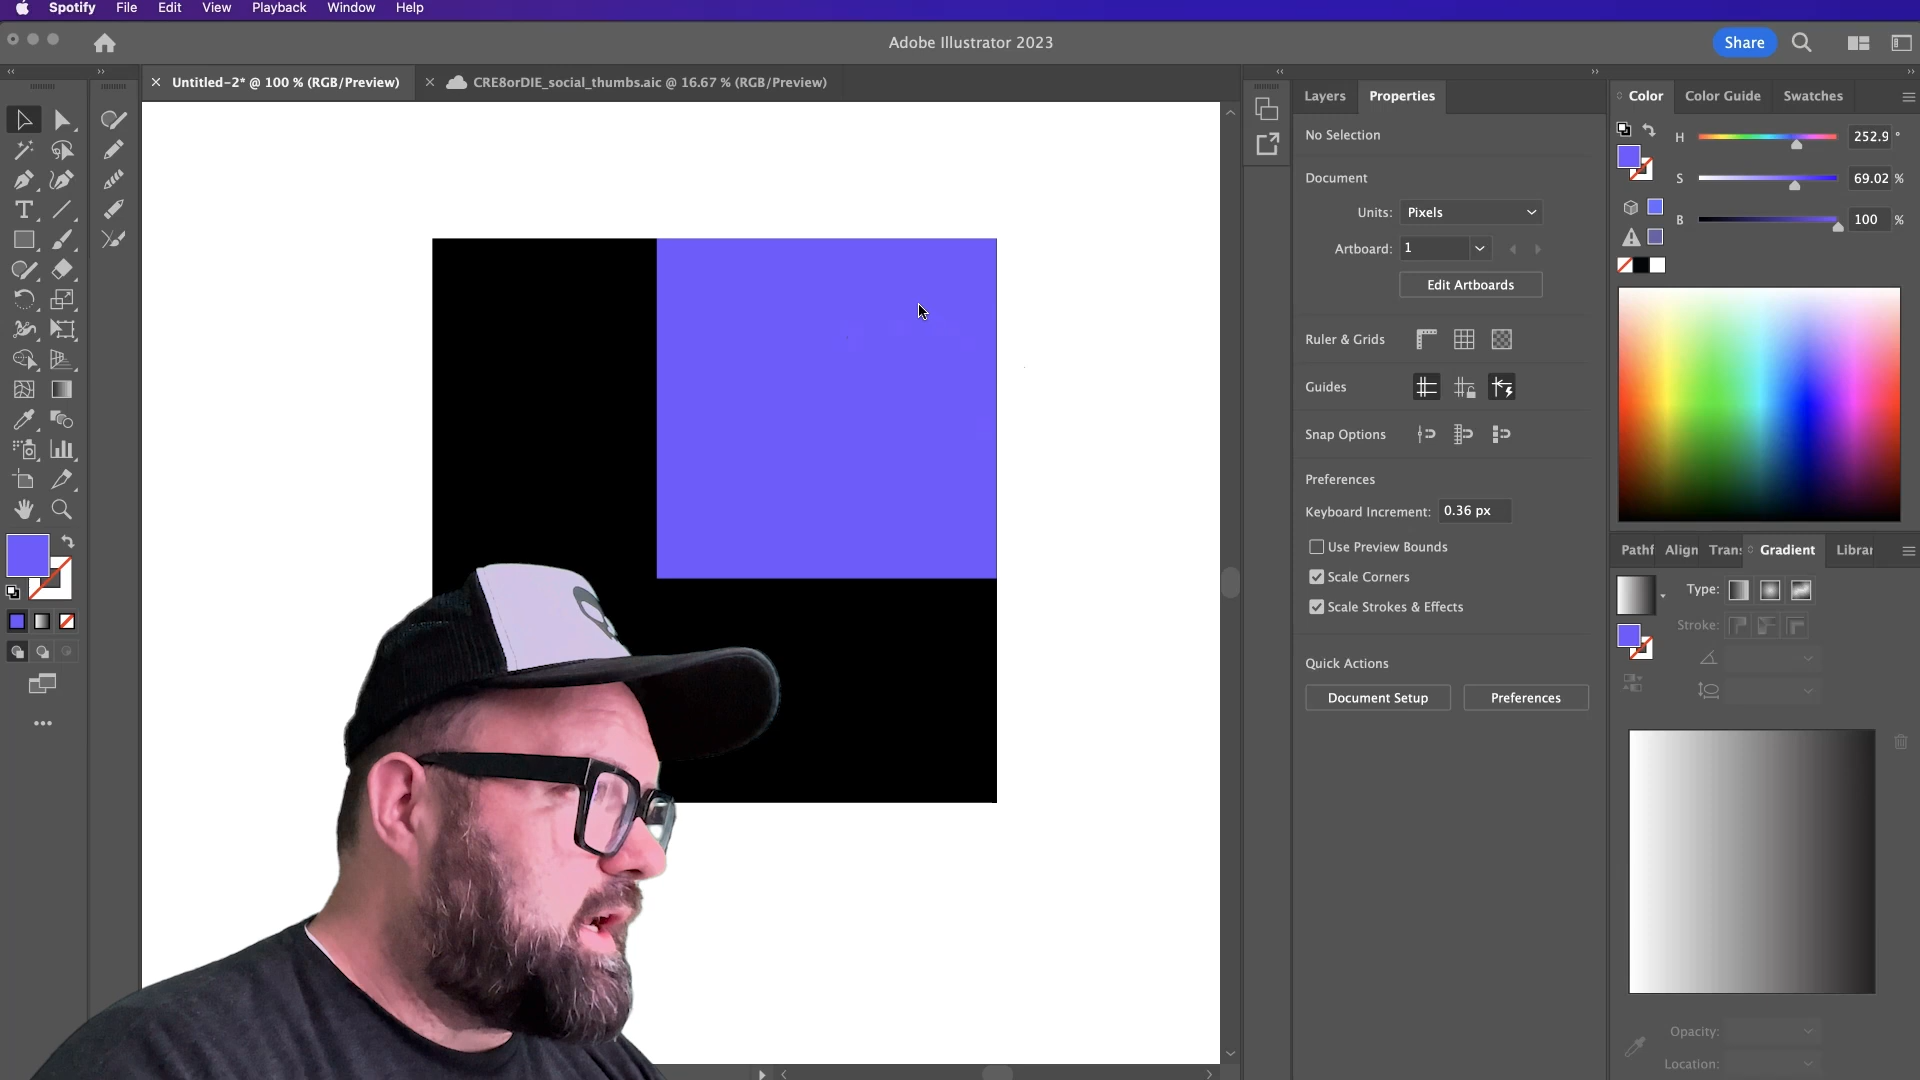 Spotify File Edit View Playback Window Help
Adobe Illustrator 2023
Share
Untitled-2* @ 100 % (RGB/Preview)
CRE8orDIE_social_thumbs.aic @ 16.67 % (RGB/Preview)
Layers Properties
No Selection
Document
Units: Pixels
Artboard: 1
Edit Artboards
Ruler & Grids
Guides
Snap Options
Preferences
Keyboard Increment: 0.36 px
Use Preview Bounds
Scale Corners
Scale Strokes & Effects
Quick Actions
Document Setup Preferences
Color Color Guide Swatches
H 252.9 °
S 69.02 %
B 100 %
Pathf Align Tran: Gradient Librar
Type:
Stroke:
Opacity:
Location: